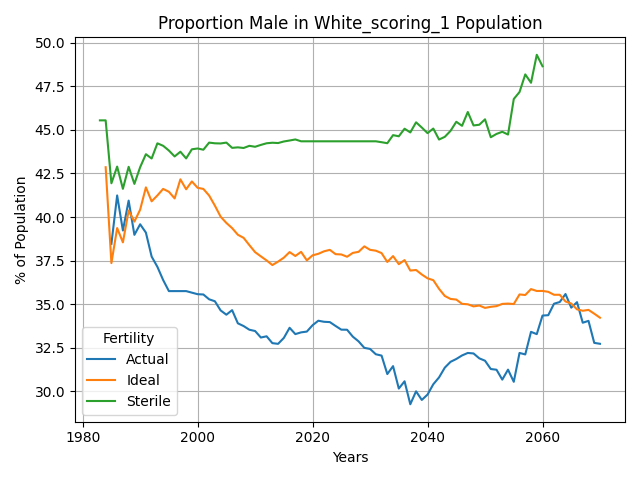 Proportion Male in White_scoring_1 Population
% of Population
50.0
47.5
45.0
42.5
40.0
37.5
35.0
32.5
30.0
Fertility
Actual
Ideal
Sterile
1980 2000 2020 2040 2060
Years